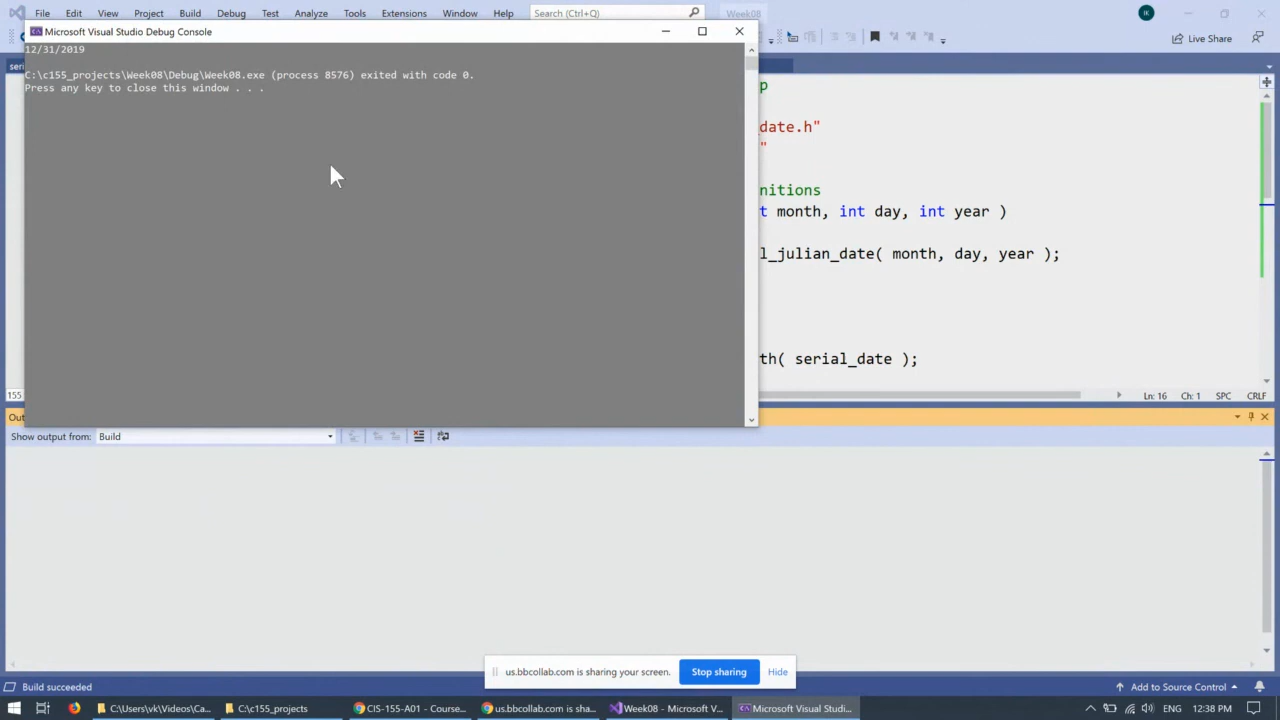 File Edit View Project Build Debug Test Analyze Tools Extensions Window Help Search (Ctrl+Q) Week08 IK
Microsoft Visual Studio Debug Console
Live Share
12/31/2019
C:\c155_projects\Week08\Debug\Week08.exe (process 8576) exited with code 0.
Press any key to close this window . . .
p
date.h"
"
nitions
t month, int day, int year )
l_julian_date( month, day, year );
th( serial_date );
155 Ln: 16 Ch: 1 SPC CRLF
Out
Show output from: Build
us.bbcollab.com is sharing your screen. Stop sharing Hide
Build succeeded Add to Source Control
C:\Users\vk\Videos\Ca... C:\c155_projects CIS-155-A01 - Course... us.bbcollab.com is sha... Week08 - Microsoft V... Microsoft Visual Studi... ENG 12:38 PM